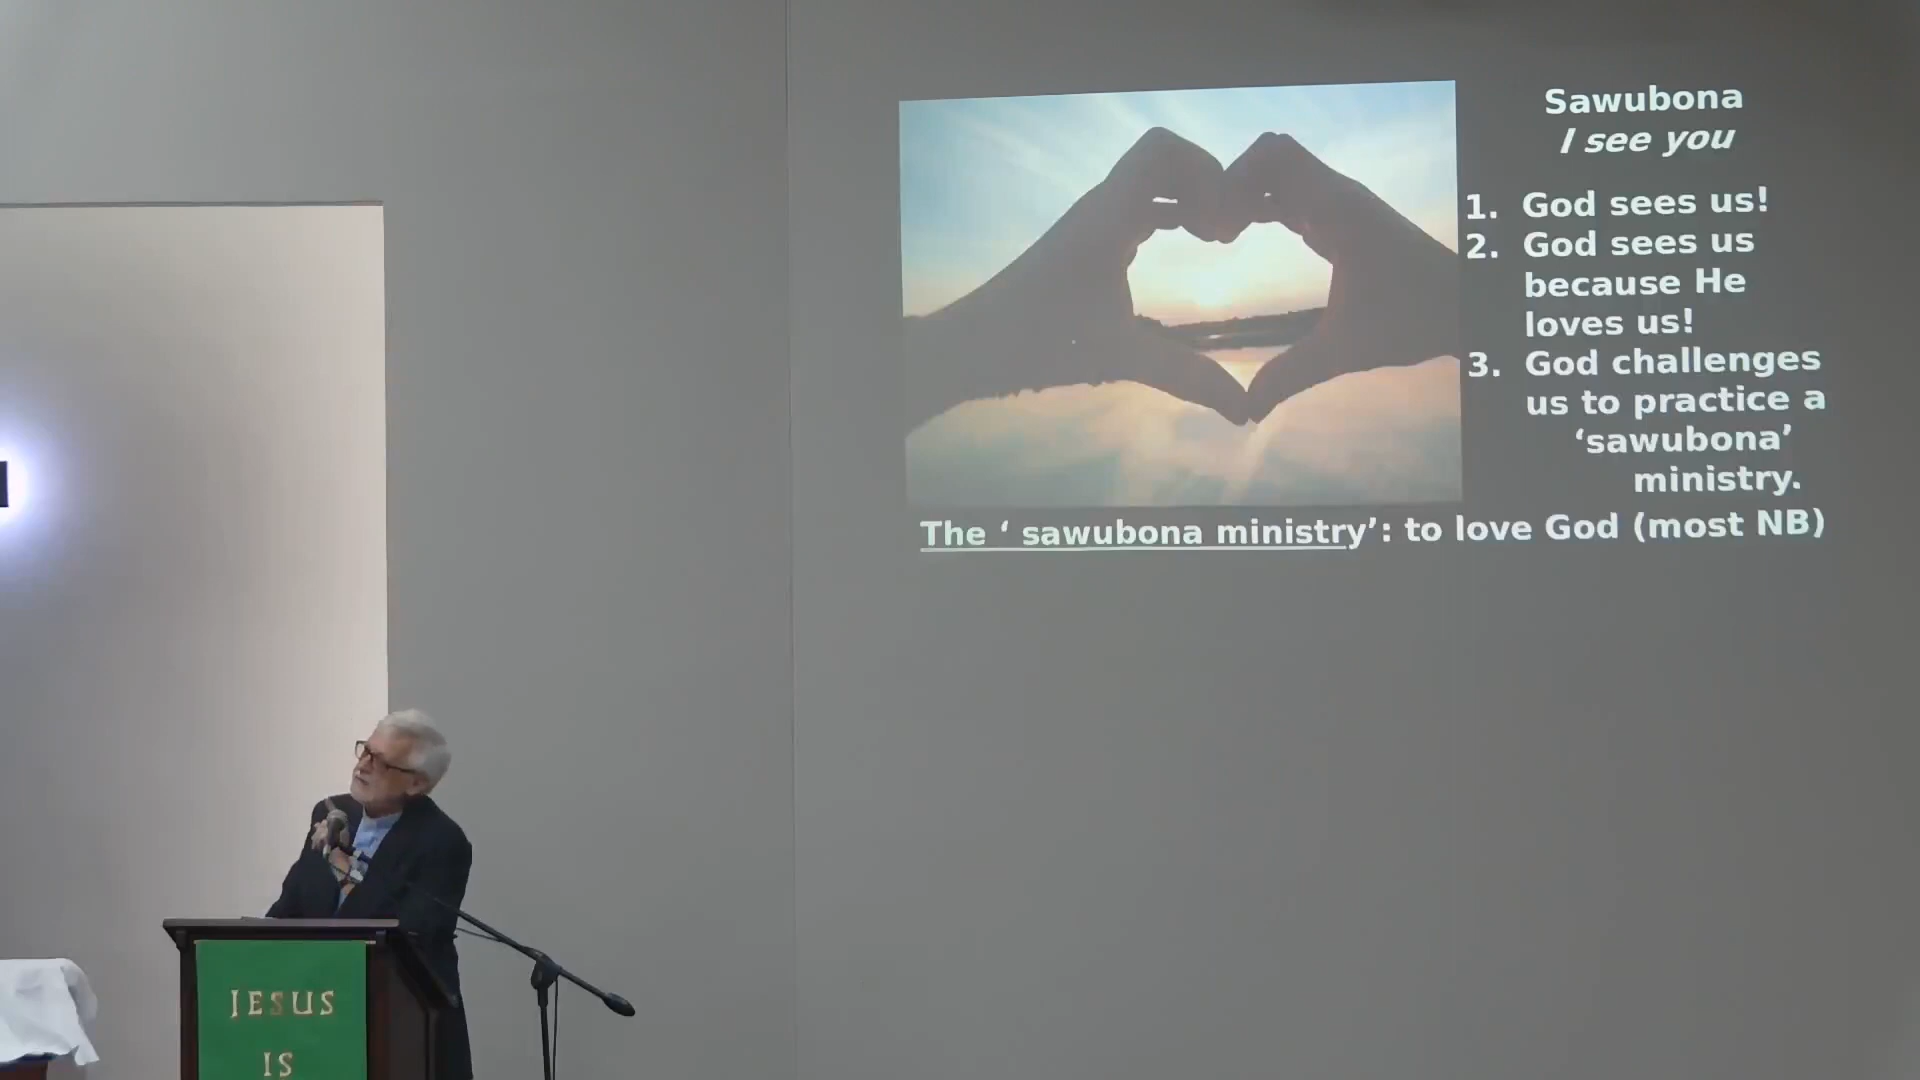 Sawubona
I see you
1. God sees us!
2. God sees us
because He
loves us!
3. God challenges
us to practice a
‘sawubona’
ministry.
The ‘ sawubona ministry’: to love God (most NB)
JESUS
IS